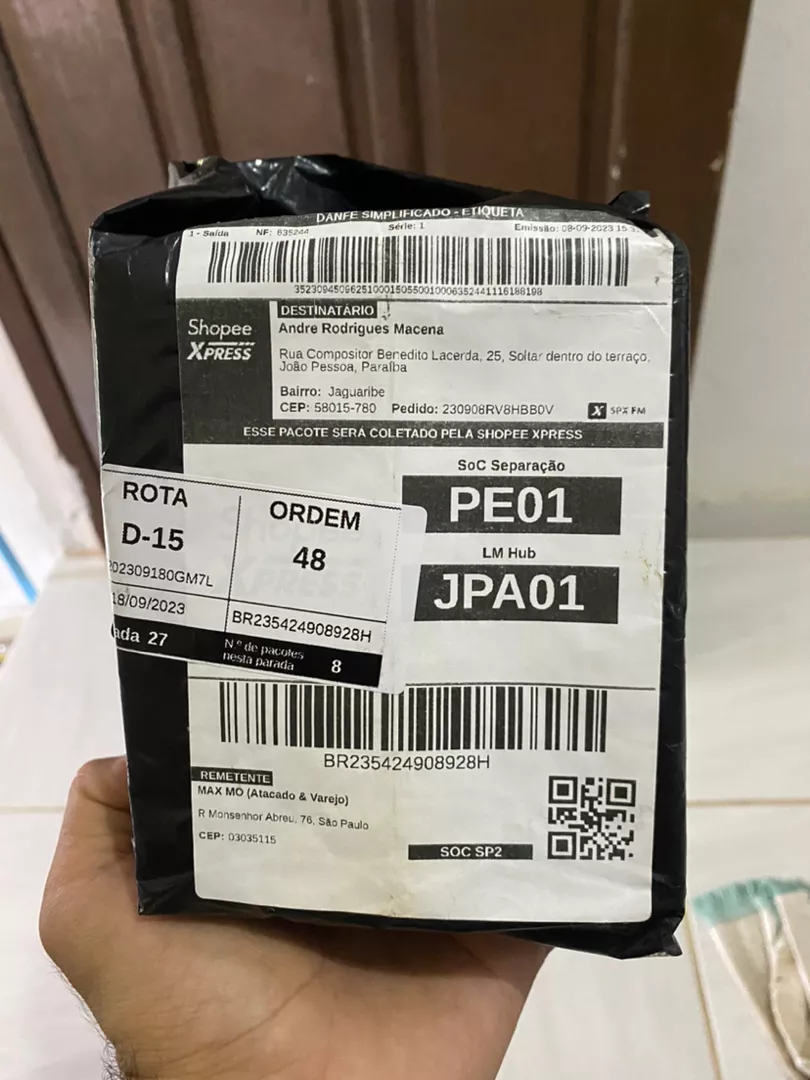 DANFE SIMPLIFICADO - ETIQUETA
1 - Saída NF: 635244 Série: 1 Emissão: 08-09-2023 15:3
35230945096251000150550010006352441116188198
Shopee
XPRESS
DESTINATÁRIO
Andre Rodrigues Macena
Rua Compositor Benedito Lacerda, 25, Soltar dentro do terraço,
João Pessoa, Paraíba
Bairro: Jaguaribe
CEP: 58015-780 Pedido: 230908RV8HBB0V X SPX FM
ESSE PACOTE SERÁ COLETADO PELA SHOPEE XPRESS
SoC Separação
PE01
LM Hub
JPA01
ROTA
D-15
ORDEM
48
02309180GM7L
18/09/2023
BR235424908928H
ada 27
N.º de pacotes
nesta parada 8
BR235424908928H
REMETENTE
MAX MO (Atacado & Varejo)
R Monsenhor Abreu, 76, São Paulo
CEP: 03035115
SOC SP2